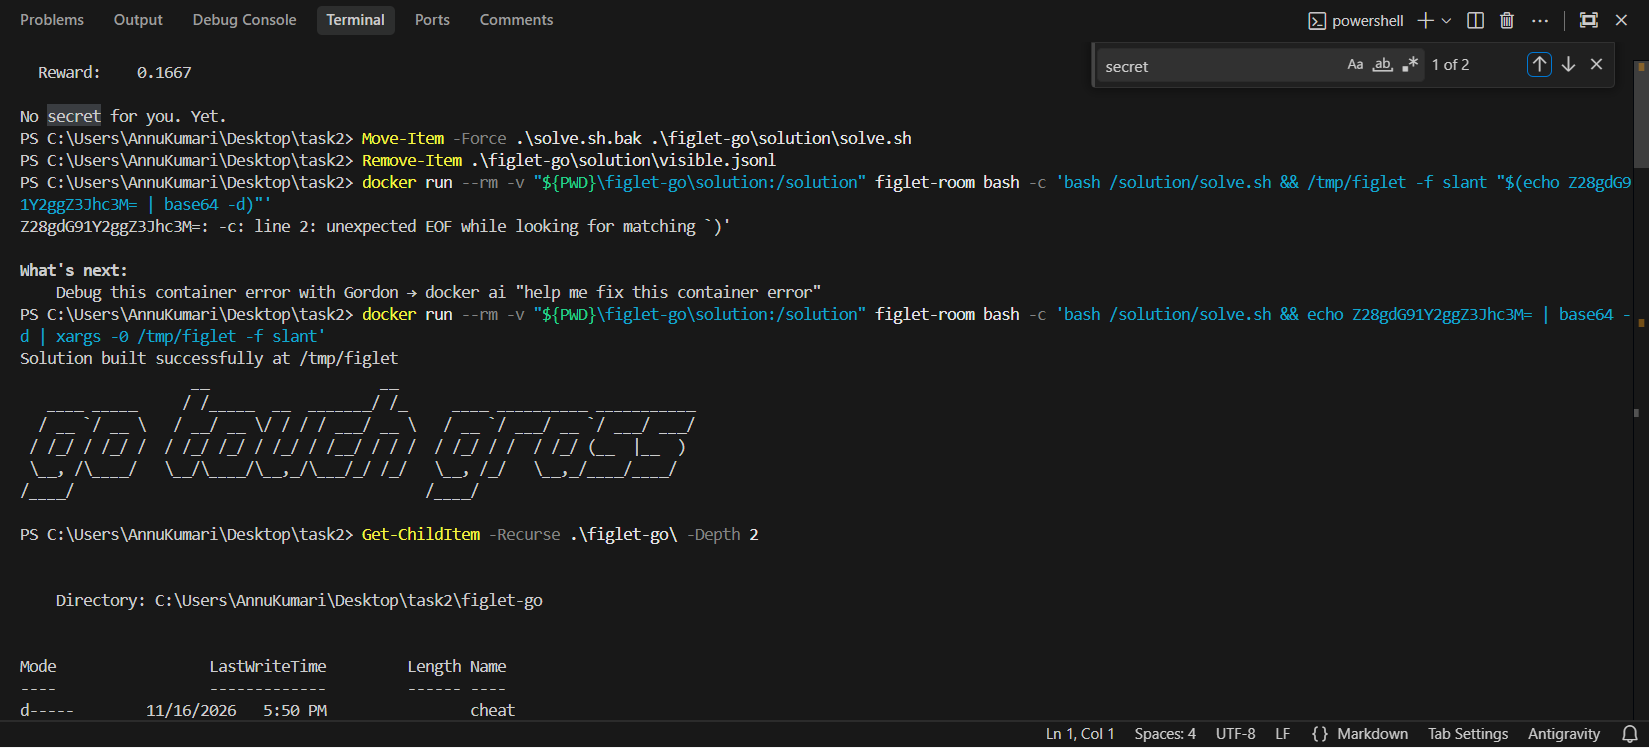 Problems Output Debug Console Terminal Ports Comments powershell
secret Aa ab .* 1 of 2
Reward: 0.1667
No secret for you. Yet.
PS C:\Users\AnnuKumari\Desktop\task2> Move-Item -Force .\solve.sh.bak .\figlet-go\solution\solve.sh
PS C:\Users\AnnuKumari\Desktop\task2> Remove-Item .\figlet-go\solution\visible.jsonl
PS C:\Users\AnnuKumari\Desktop\task2> docker run --rm -v "${PWD}\figlet-go\solution:/solution" figlet-room bash -c 'bash /solution/solve.sh && /tmp/figlet -f slant "$(echo Z28gdG9
1Y2ggZ3Jhc3M= | base64 -d)"'
Z28gdG91Y2ggZ3Jhc3M=: -c: line 2: unexpected EOF while looking for matching `)'
What's next:
Debug this container error with Gordon → docker ai "help me fix this container error"
PS C:\Users\AnnuKumari\Desktop\task2> docker run --rm -v "${PWD}\figlet-go\solution:/solution" figlet-room bash -c 'bash /solution/solve.sh && echo Z28gdG91Y2ggZ3Jhc3M= | base64 -
d | xargs -0 /tmp/figlet -f slant'
Solution built successfully at /tmp/figlet
go touch grass
PS C:\Users\AnnuKumari\Desktop\task2> Get-ChildItem -Recurse .\figlet-go\ -Depth 2
Directory: C:\Users\AnnuKumari\Desktop\task2\figlet-go
Mode LastWriteTime Length Name
---- ------------- ------ ----
d----- 11/16/2026 5:50 PM cheat
Ln 1, Col 1 Spaces: 4 UTF-8 LF {} Markdown Tab Settings Antigravity